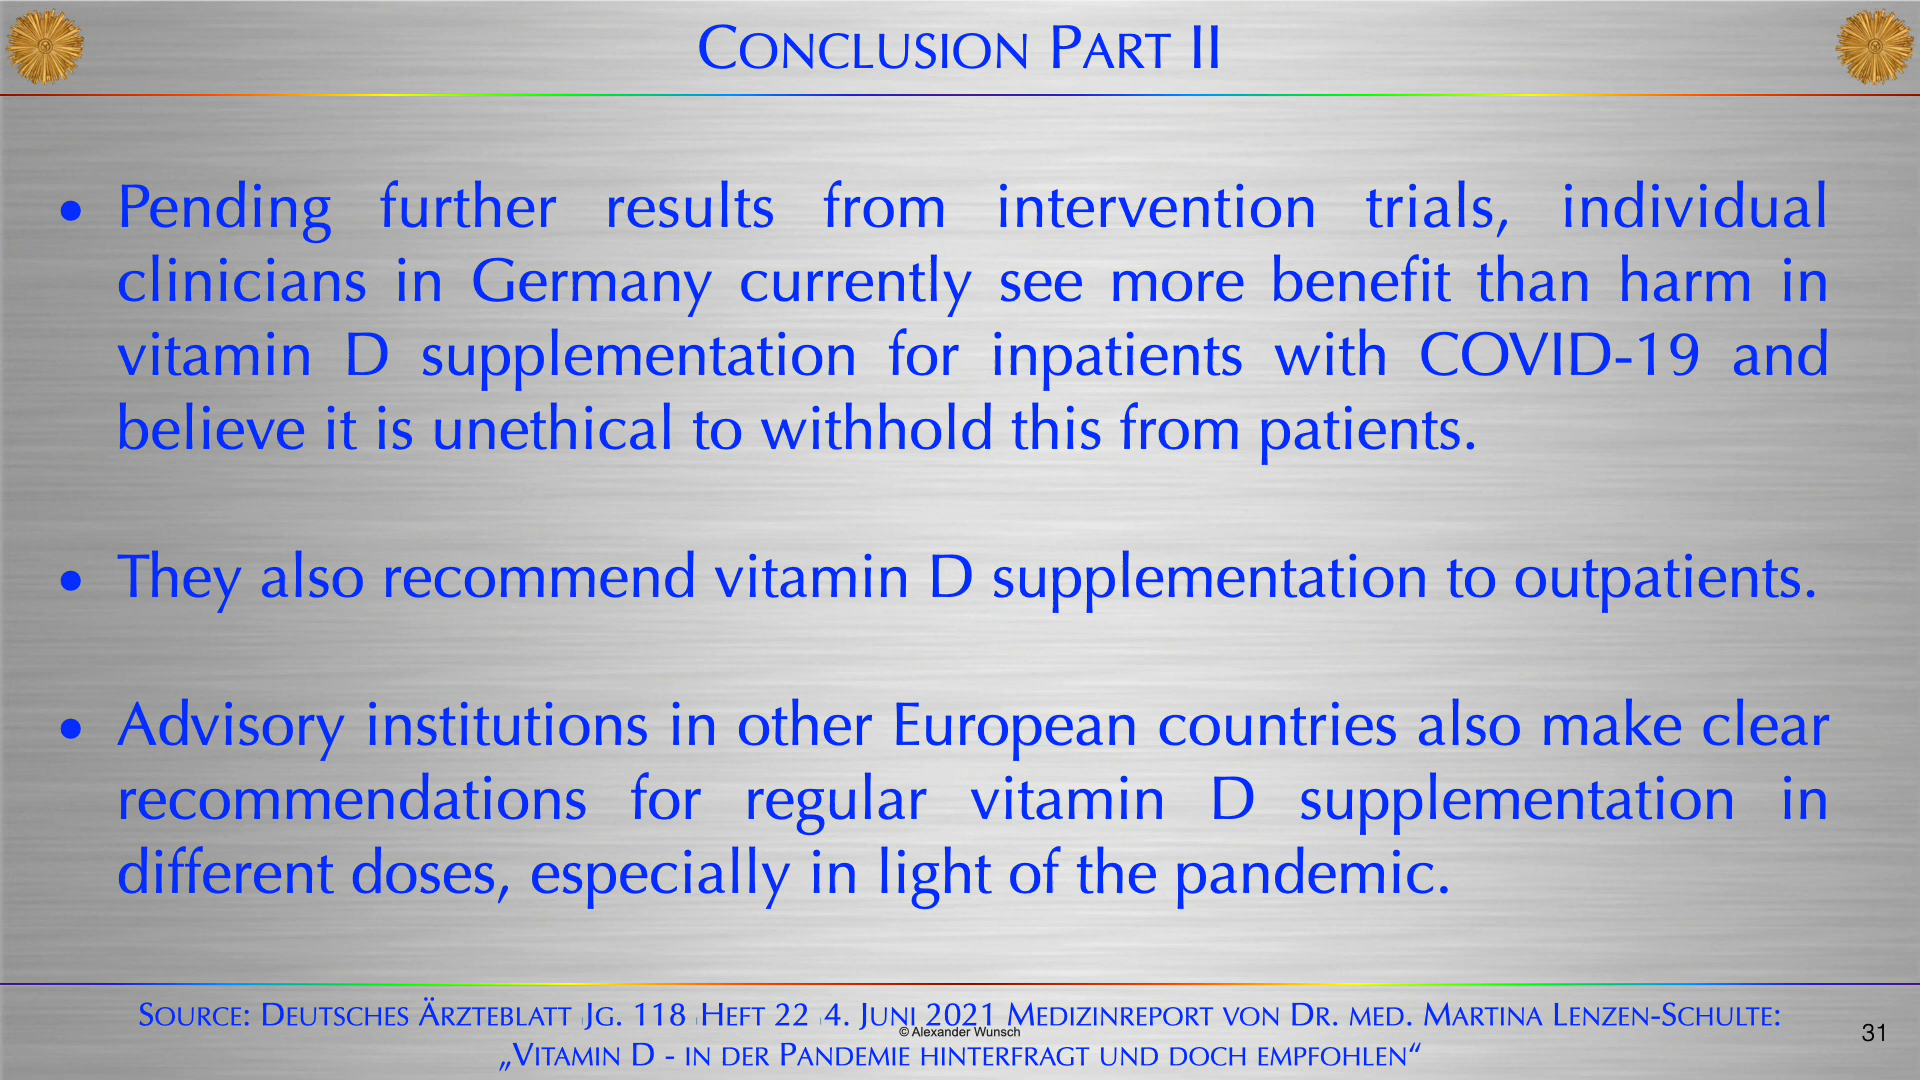 CONCLUSION PART II
• Pending further results from intervention trials, individual
clinicians in Germany currently see more benefit than harm in
vitamin D supplementation for inpatients with COVID-19 and
believe it is unethical to withhold this from patients.
• They also recommend vitamin D supplementation to outpatients.
• Advisory institutions in other European countries also make clear
recommendations for regular vitamin D supplementation in
different doses, especially in light of the pandemic.
SOURCE: DEUTSCHES ÄRZTEBLATT |JG. 118 |HEFT 22 |4. JUNI 2021 MEDIZINREPORT VON DR. MED. MARTINA LENZEN-SCHULTE:
© Alexander Wunsch
31
„VITAMIN D - IN DER PANDEMIE HINTERFRAGT UND DOCH EMPFOHLEN“